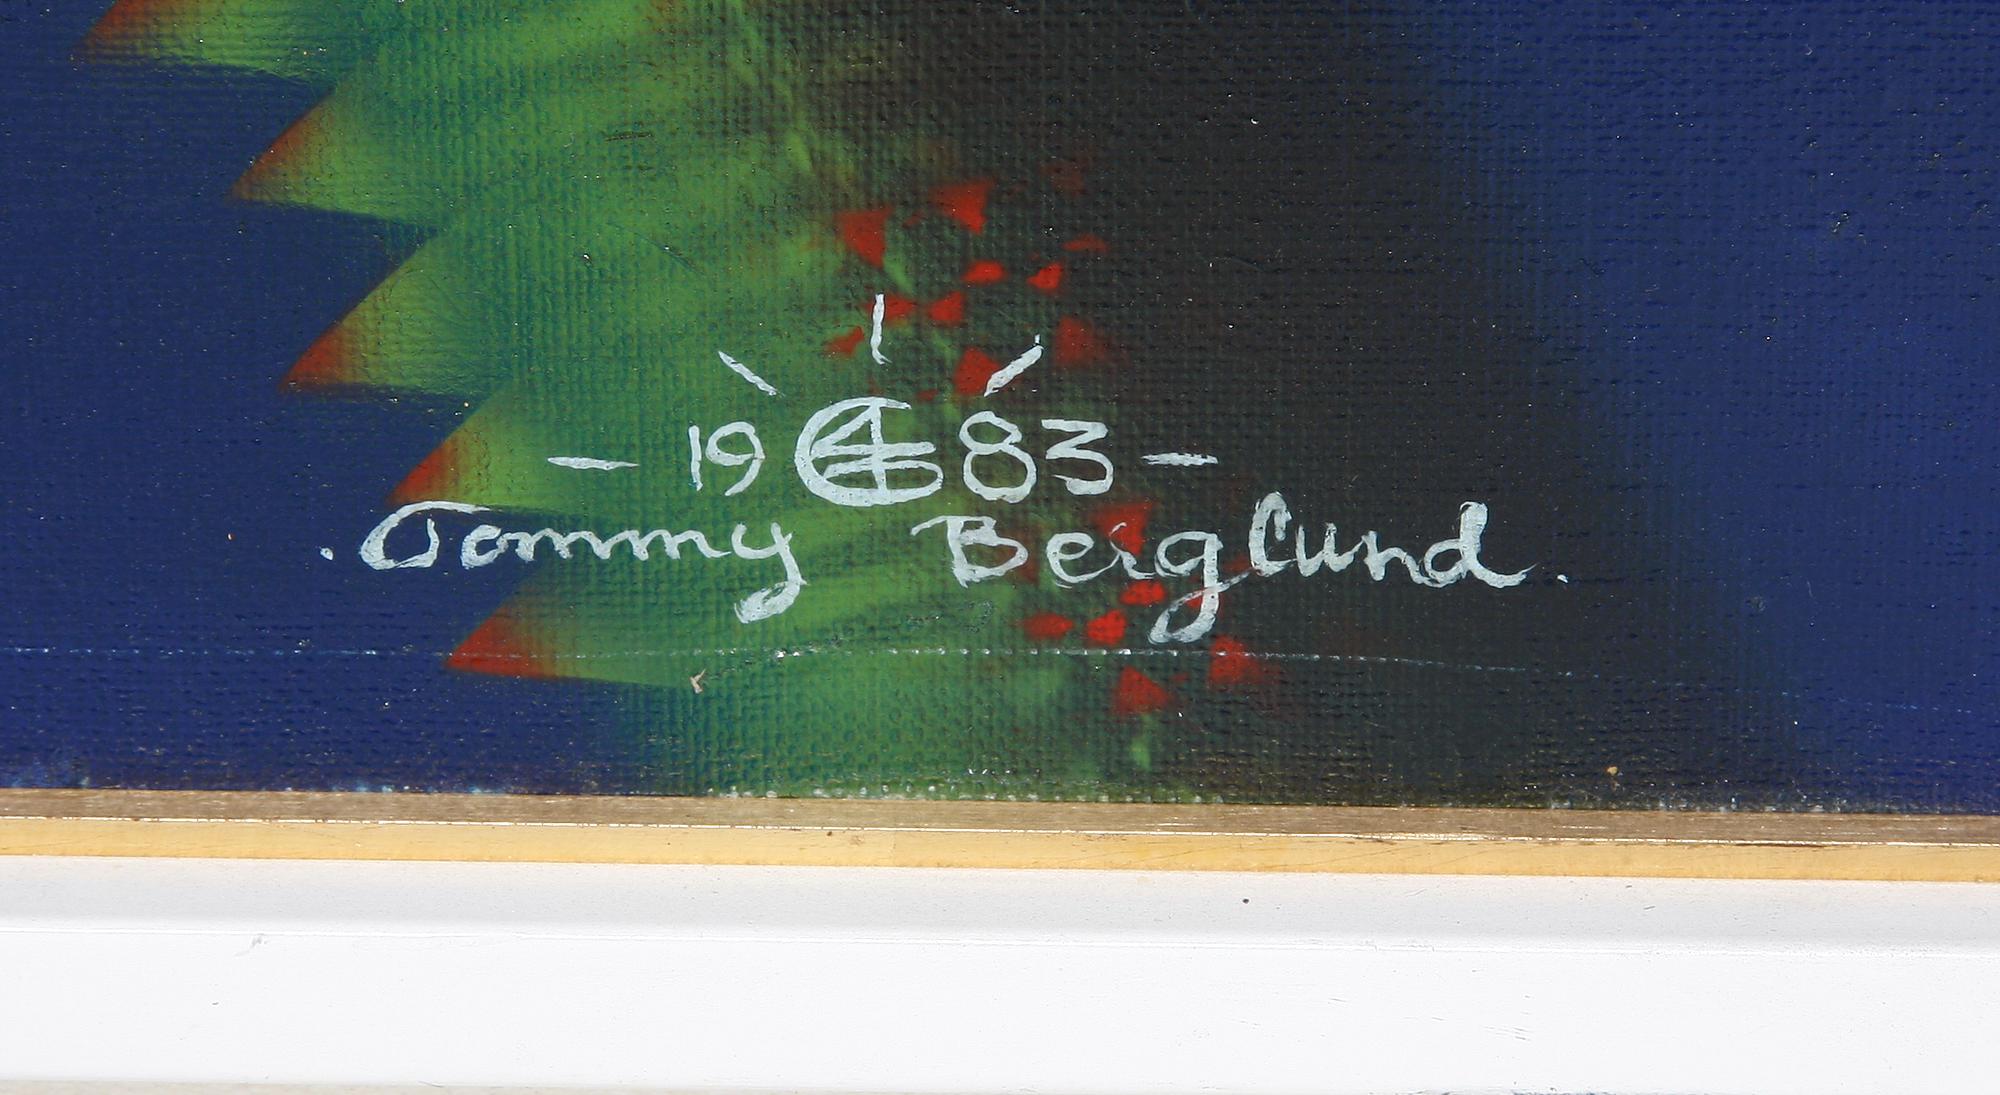 - 19 83 -
. Tommy Berglund .